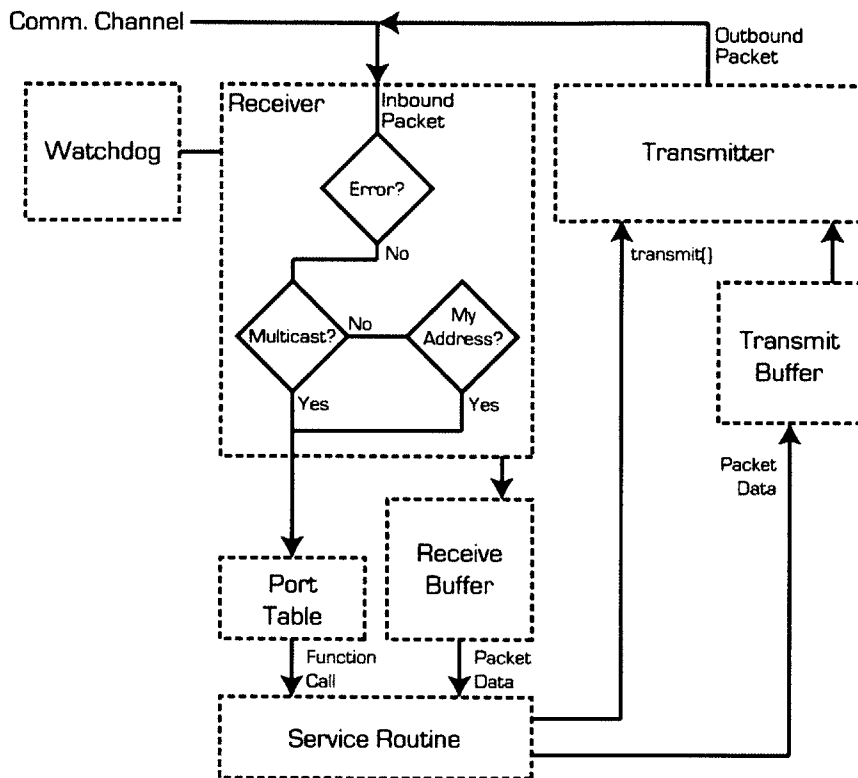 Comm. Channel
Outbound
Packet
Receiver
Inbound
Packet
Watchdog
Transmitter
Error?
No
transmit()
Multicast?
No
My
Address?
Transmit
Buffer
Yes
Yes
Packet
Data
Receive
Buffer
Port
Table
Function
Call
Packet
Data
Service Routine